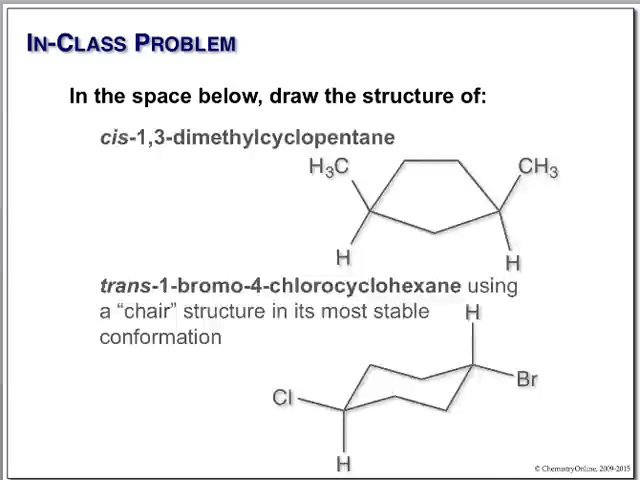 IN-CLASS PROBLEM
In the space below, draw the structure of:
cis-1,3-dimethylcyclopentane
H₃C
CH₃
H
H
trans-1-bromo-4-chlorocyclohexane using
a “chair” structure in its most stable
H
conformation
Br
Cl
H
© ChemistryOnline, 2009-2015